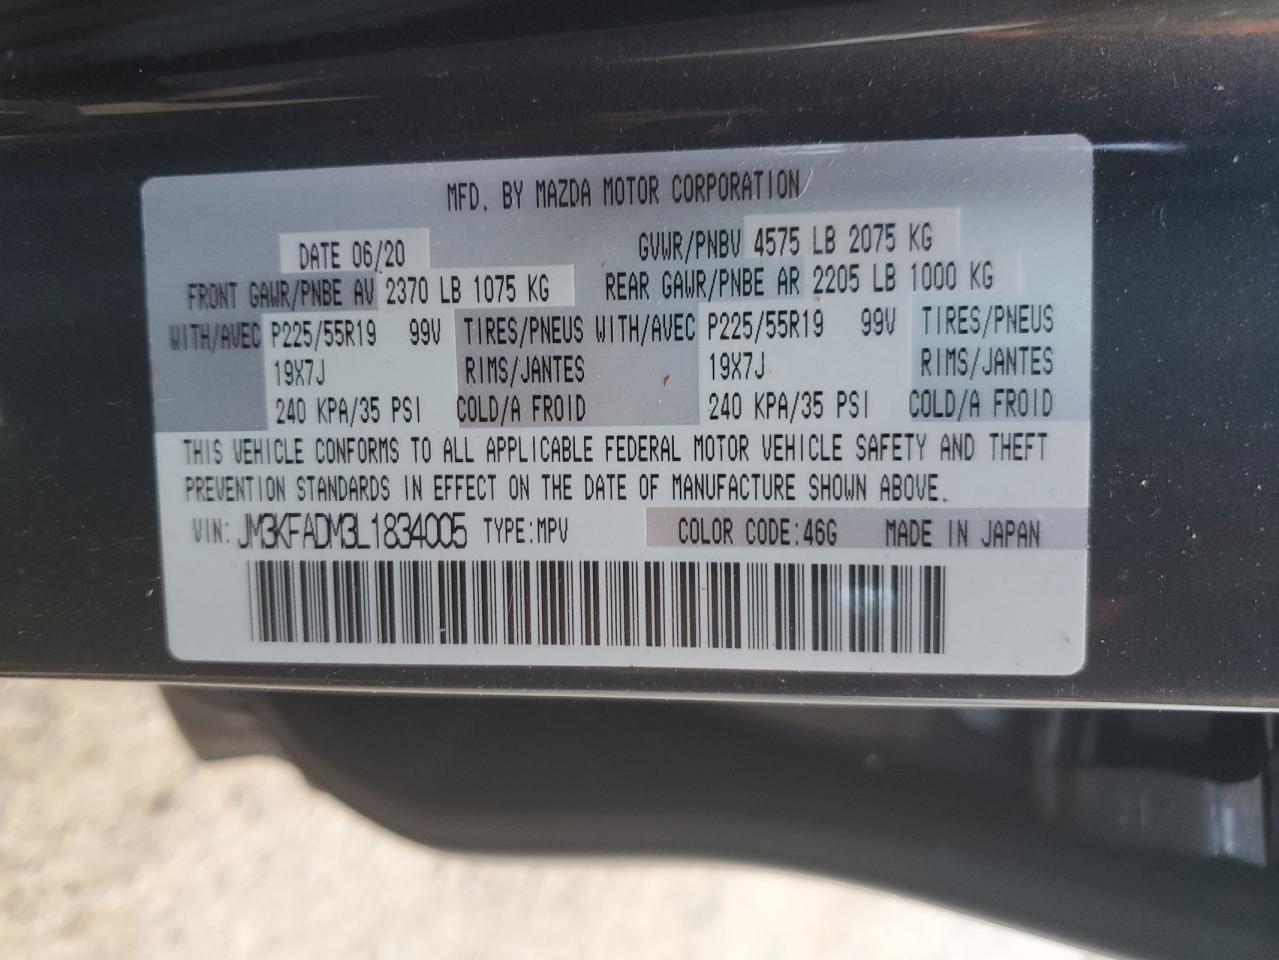 MFD. BY MAZDA MOTOR CORPORATION
DATE 06/20 GVWR/PNBV 4575 LB 2075 KG
FRONT GAWR/PNBE AV 2370 LB 1075 KG REAR GAWR/PNBE AR 2205 LB 1000 KG
WITH/AVEC P225/55R19 99V TIRES/PNEUS WITH/AVEC P225/55R19 99V TIRES/PNEUS
19X7J RIMS/JANTES 19X7J RIMS/JANTES
240 KPA/35 PSI COLD/A FROID 240 KPA/35 PSI COLD/A FROID
THIS VEHICLE CONFORMS TO ALL APPLICABLE FEDERAL MOTOR VEHICLE SAFETY AND THEFT
PREVENTION STANDARDS IN EFFECT ON THE DATE OF MANUFACTURE SHOWN ABOVE.
VIN: JM3KFADM3L1834005 TYPE:MPV COLOR CODE:46G MADE IN JAPAN